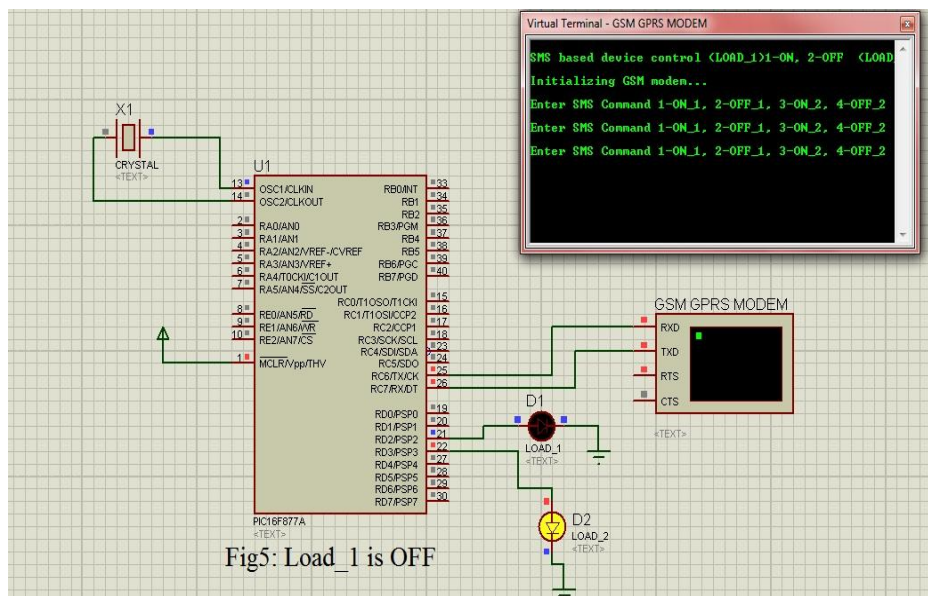 Virtual Terminal - GSM GPRS MODEM
SMS based device control (LOAD_1)1-ON, 2-OFF (LOAD
Initializing GSM modem...
Enter SMS Command 1-ON_1, 2-OFF_1, 3-ON_2, 4-OFF_2
Enter SMS Command 1-ON_1, 2-OFF_1, 3-ON_2, 4-OFF_2
Enter SMS Command 1-ON_1, 2-OFF_1, 3-ON_2, 4-OFF_2
X1
CRYSTAL
<TEXT>
U1
13 OSC1/CLKIN RB0/INT 33
14 OSC2/CLKOUT RB1 34
RB2 35
2 RA0/AN0 RB3/PGM 36
3 RA1/AN1 RB4 37
4 RA2/AN2/VREF-/CVREF RB5 38
5 RA3/AN3/VREF+ RB6/PGC 39
6 RA4/T0CKI/C1OUT RB7/PGD 40
7 RA5/AN4/SS/C2OUT
RC0/T1OSO/T1CKI 15
8 RE0/AN5/RD RC1/T1OSI/CCP2 16
9 RE1/AN6/WR RC2/CCP1 17
10 RE2/AN7/CS RC3/SCK/SCL 18
RC4/SDI/SDA 23
1 MCLR/Vpp/THV RC5/SDO 24
RC6/TX/CK 25
RC7/RX/DT 26
RD0/PSP0 19
RD1/PSP1 20
RD2/PSP2 21
RD3/PSP3 22
RD4/PSP4 27
RD5/PSP5 28
RD6/PSP6 29
RD7/PSP7 30
PIC16F877A
<TEXT>
GSM GPRS MODEM
RXD
TXD
RTS
CTS
<TEXT>
D1
LOAD_1
<TEXT>
D2
LOAD_2
<TEXT>
Fig5: Load_1 is OFF